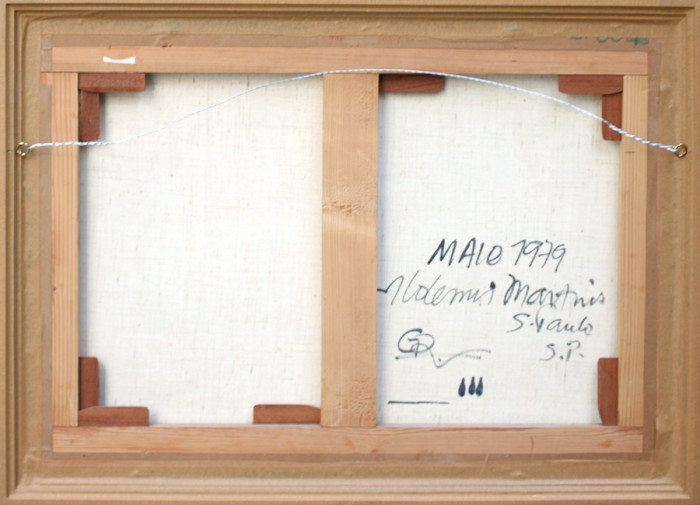 MAIO 1979
Aldemir Martins
S. Paulo
S.P.